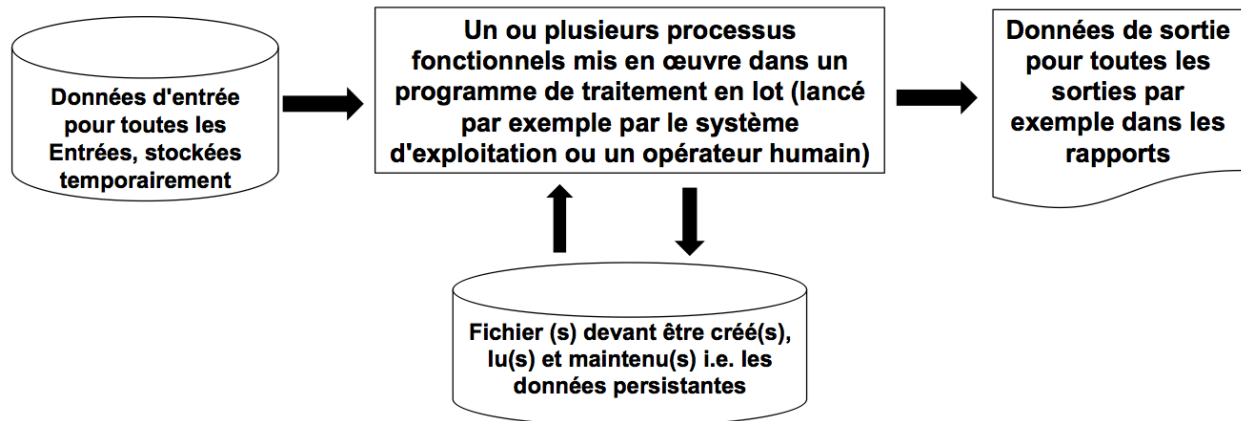 Données d'entrée
pour toutes les
Entrées, stockées
temporairement
Un ou plusieurs processus
fonctionnels mis en œuvre dans un
programme de traitement en lot (lancé
par exemple par le système
d'exploitation ou un opérateur humain)
Données de sortie
pour toutes les
sorties par
exemple dans les
rapports
Fichier (s) devant être créé(s),
lu(s) et maintenu(s) i.e. les
données persistantes